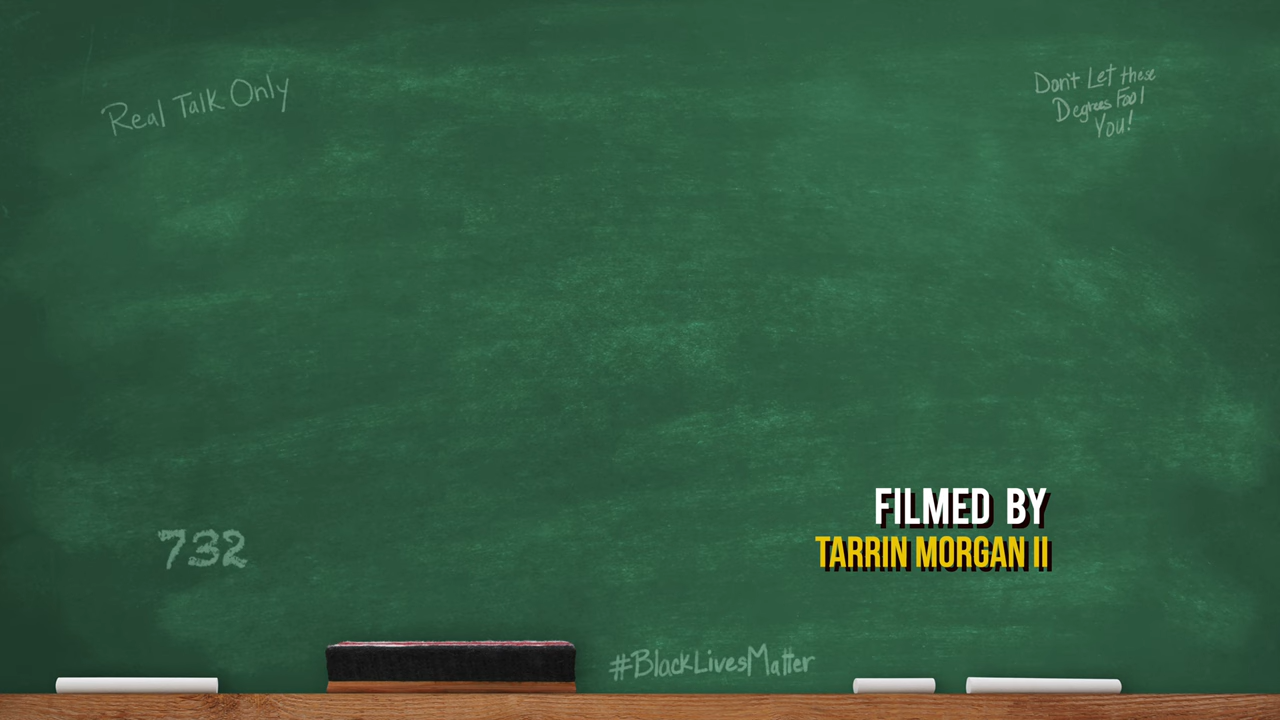 Real Talk Only
Don't Let these
Degrees Fool
You!
FILMED BY
TARRIN MORGAN II
732
#BlackLivesMatter